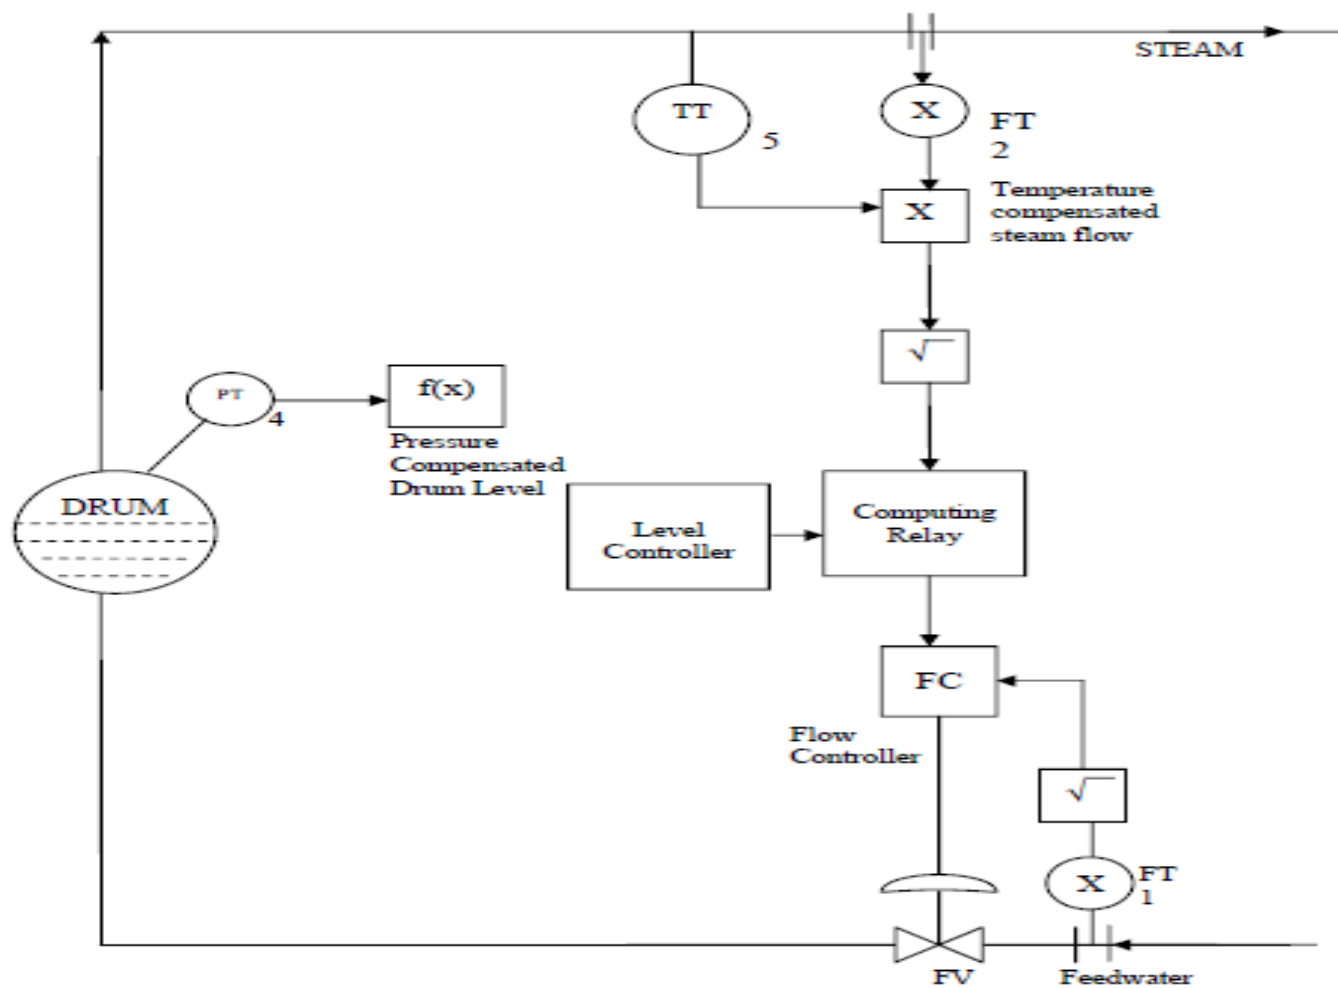 STEAM
TT
5
X
FT
2
X
Temperature
compensated
steam flow
√
PT
4
f(x)
Pressure
Compensated
Drum Level
DRUM
Level
Controller
Computing
Relay
FC
Flow
Controller
√
X
FT
1
FV
Feedwater